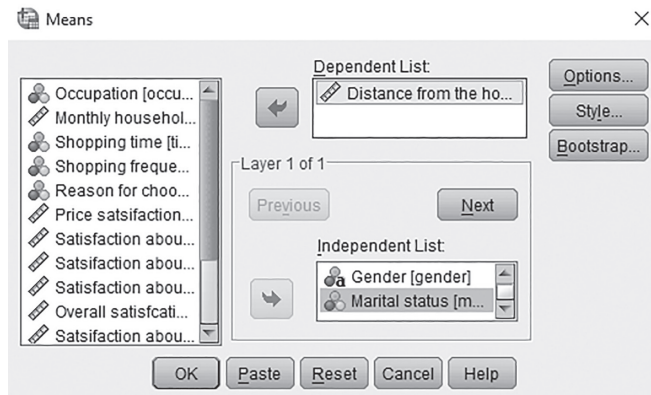 Means
Dependent List:
Distance from the ho...
Options...
Style...
Bootstrap...
Occupation [occu...
Monthly househol...
Shopping time [ti...
Shopping freque...
Reason for choo...
Price satsifaction...
Satisfaction abou...
Satsifaction abou...
Satisfaction abou...
Overall satisfcati...
Satsifaction abou...
Layer 1 of 1
Previous
Next
Independent List:
a Gender [gender]
Marital status [m...
OK
Paste
Reset
Cancel
Help